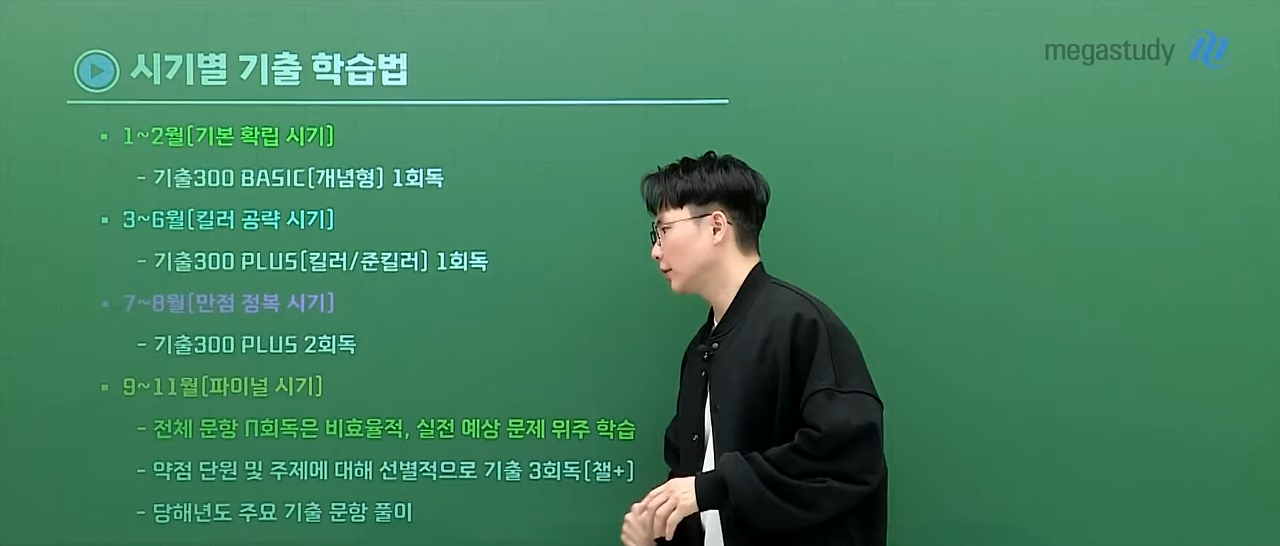 시기별 기출 학습법
megastudy
1~2월(기본 확립 시기)
- 기출300 BASIC(개념형) 1회독
3~6월(킬러 공략 시기)
- 기출300 PLUS(킬러/준킬러) 1회독
7~8월(만점 정복 시기)
- 기출300 PLUS 2회독
9~11월(파이널 시기)
- 전체 문항 n회독은 비효율적, 실전 예상 문제 위주 학습
- 약점 단원 및 주제에 대해 선별적으로 기출 3회독(챌+)
- 당해년도 주요 기출 문항 풀이